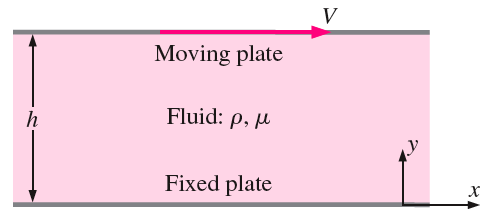 V
Moving plate
h
Fluid: ρ, μ
y
Fixed plate
x